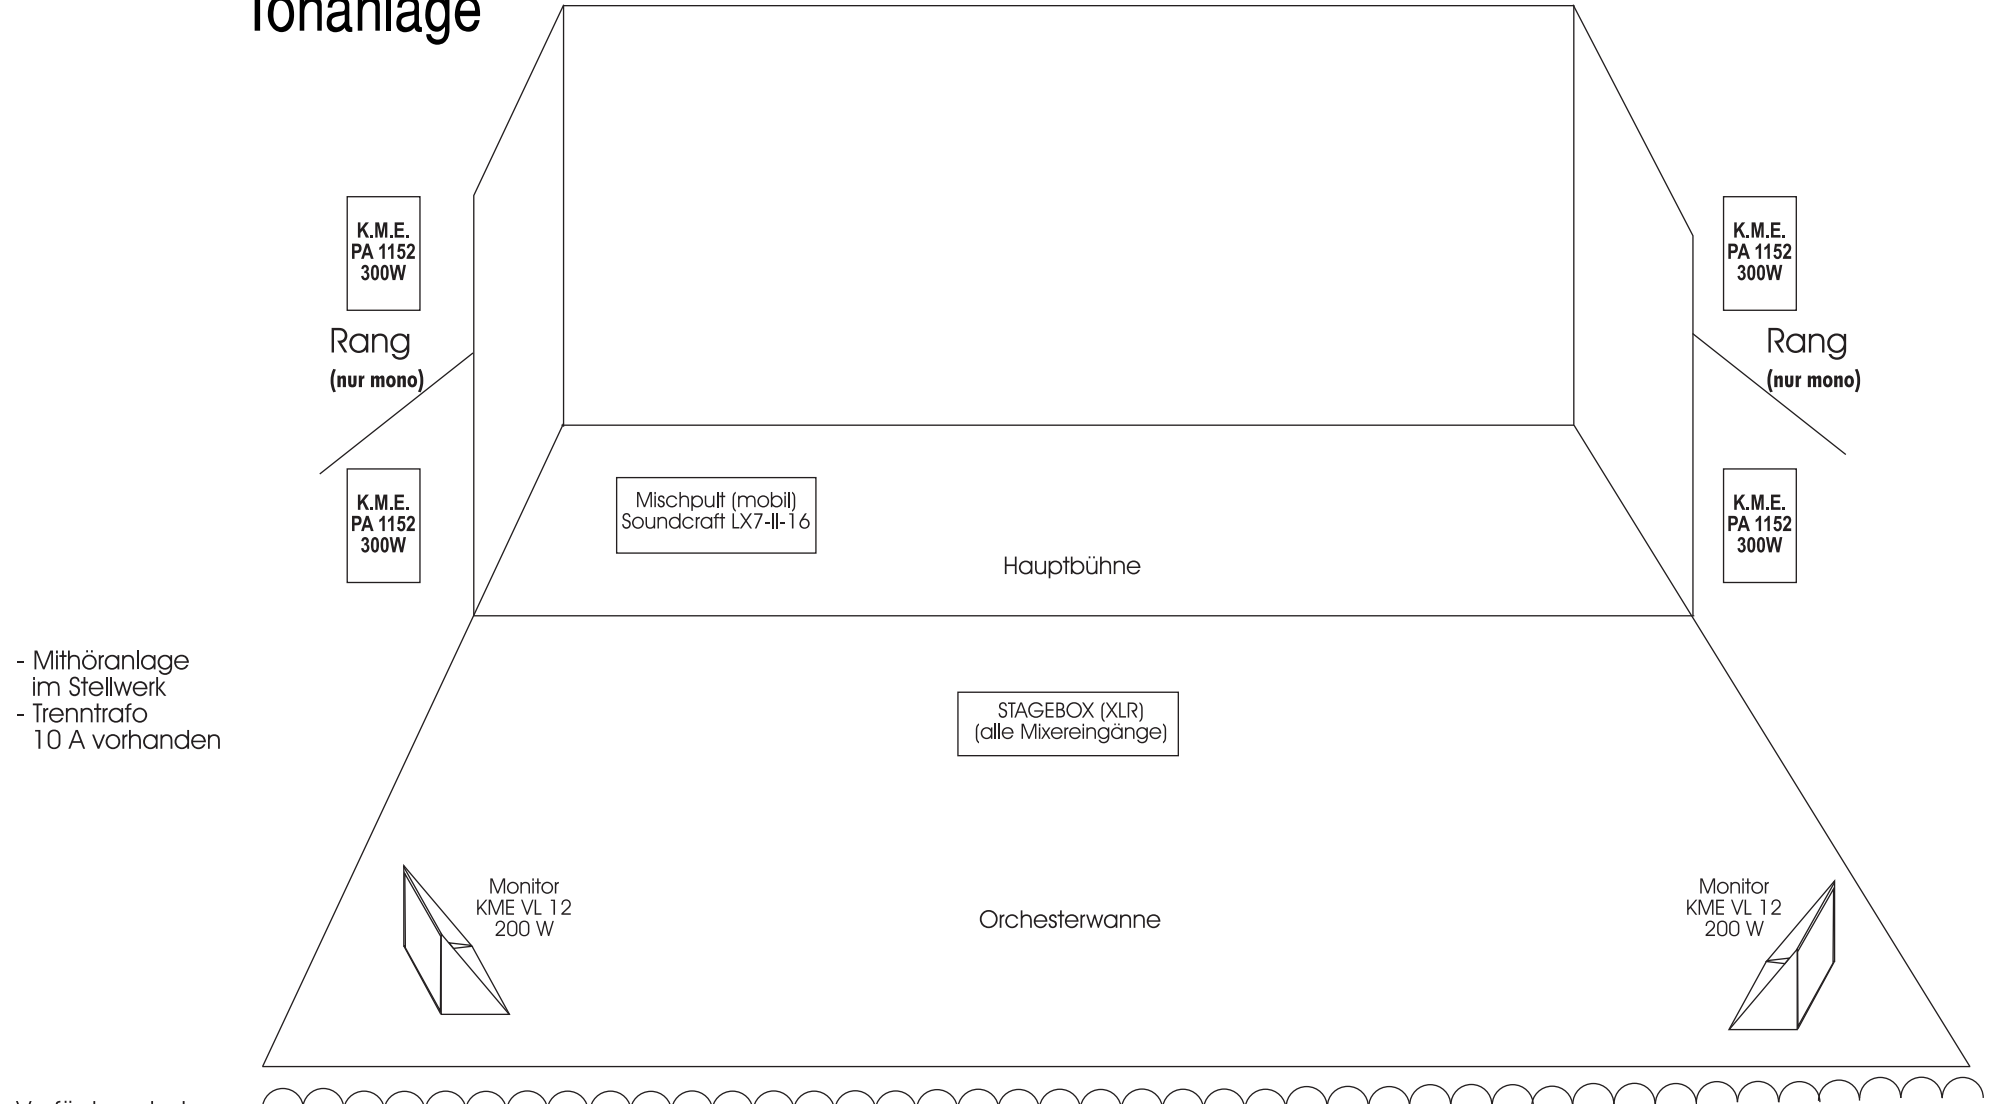 Tonanlage
K.M.E.
PA 1152
300W
Rang
(nur mono)
K.M.E.
PA 1152
300W
K.M.E.
PA 1152
300W
Rang
(nur mono)
K.M.E.
PA 1152
300W
Mischpult (mobil)
Soundcraft LX7-II-16
Hauptbühne
- Mithöranlage
im Stellwerk
- Trenntrafo
10 A vorhanden
STAGEBOX (XLR)
(alle Mixereingänge)
Monitor
KME VL 12
200 W
Orchesterwanne
Monitor
KME VL 12
200 W